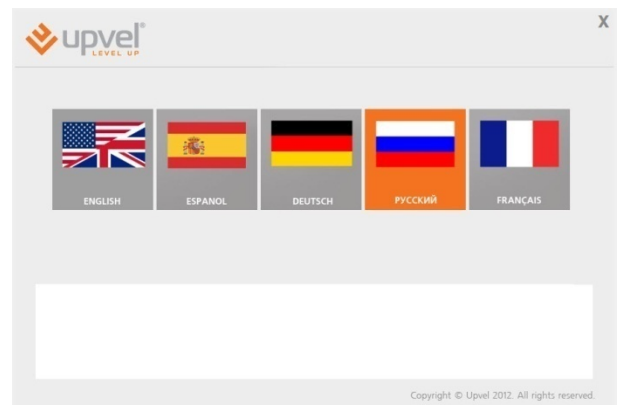 X
upvel®
LEVEL UP
ENGLISH
ESPANOL
DEUTSCH
РУССКИЙ
FRANÇAIS
Copyright © Upvel 2012. All rights reserved.